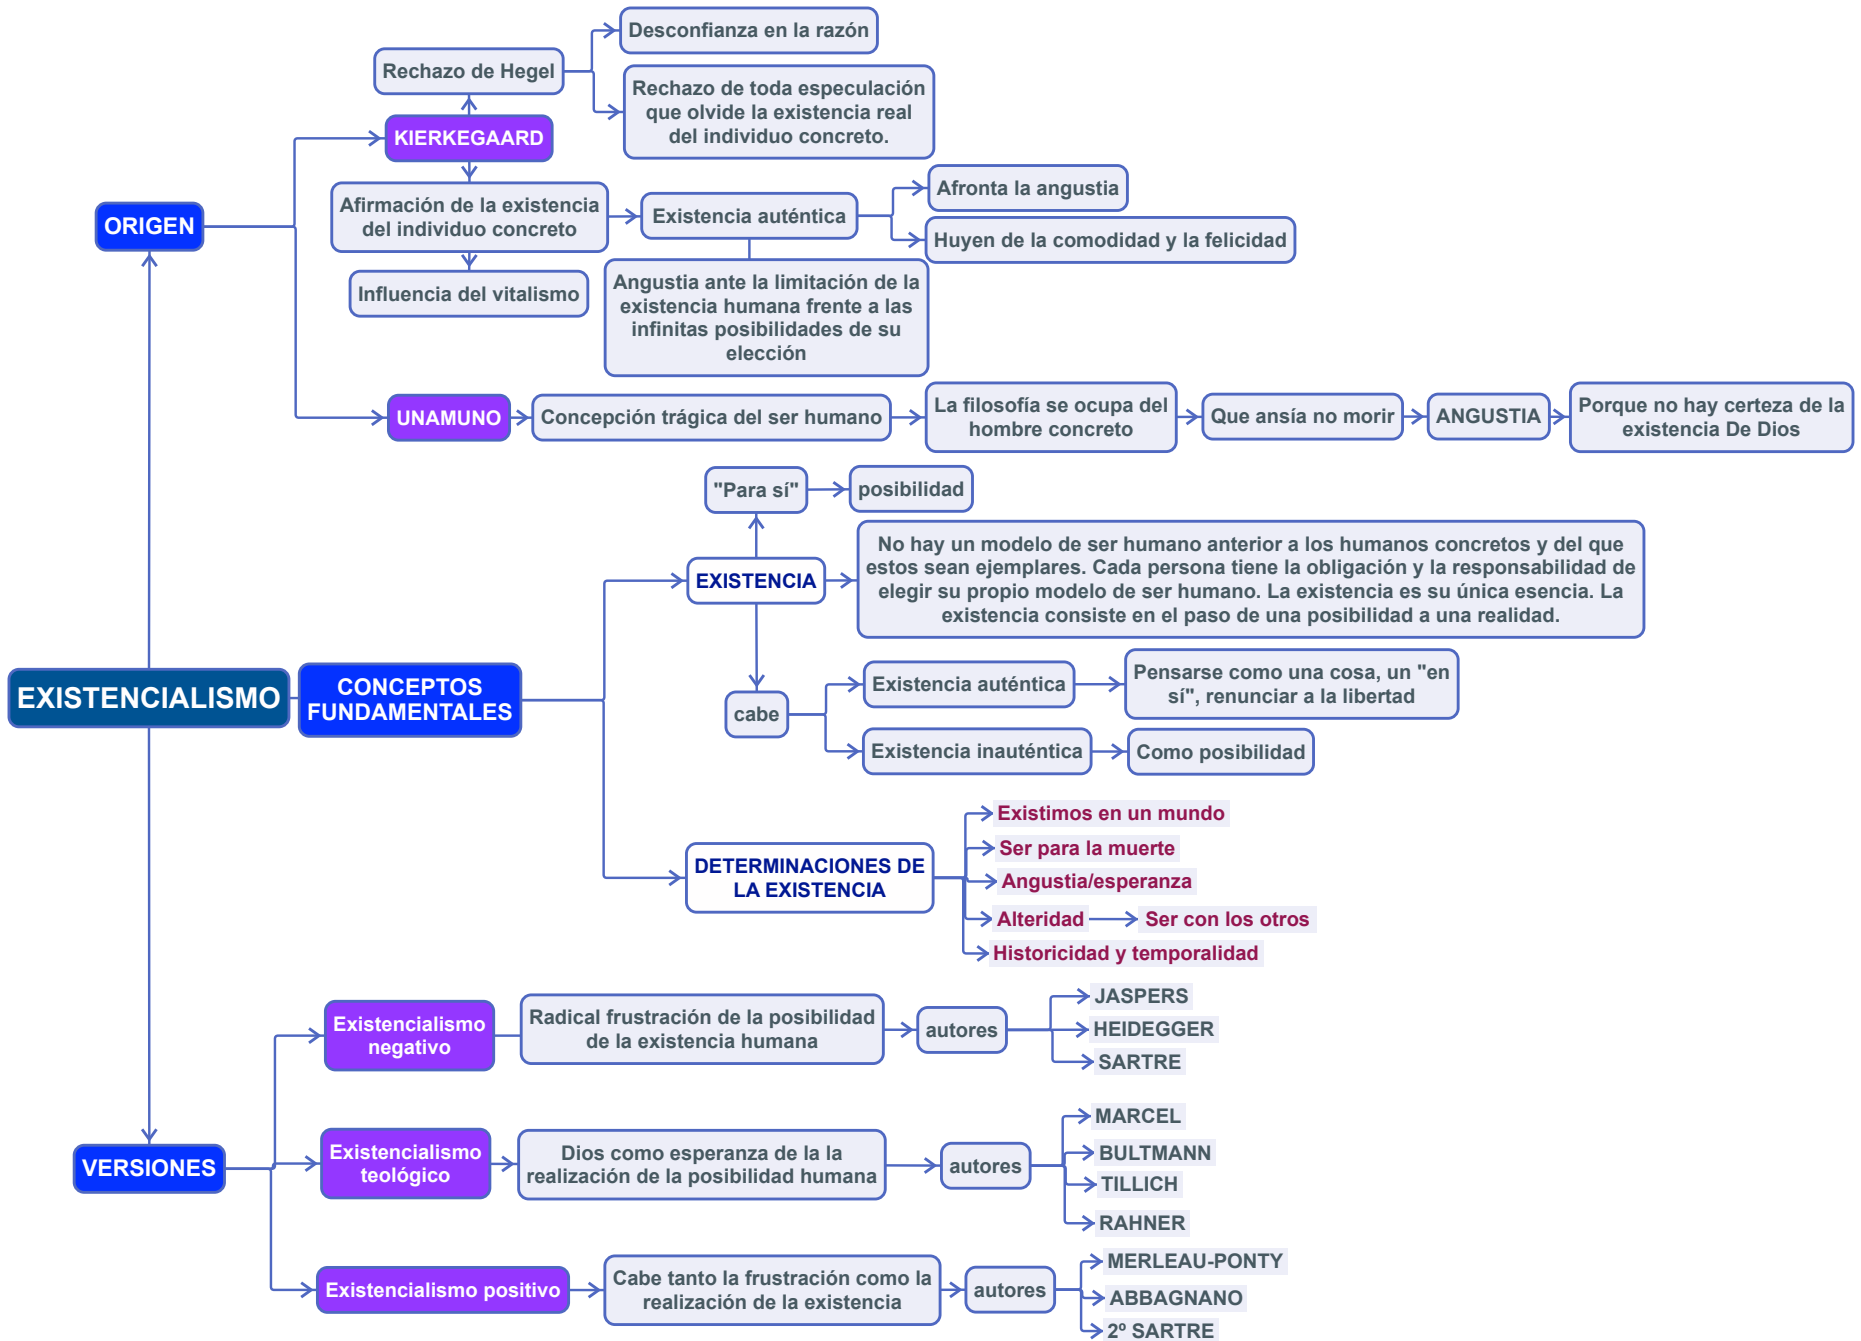 Desconfianza en la razón
Rechazo de Hegel
Rechazo de toda especulación
que olvide la existencia real
del individuo concreto.
KIERKEGAARD
Afirmación de la existencia
del individuo concreto
Existencia auténtica
Afronta la angustia
Huyen de la comodidad y la felicidad
ORIGEN
Influencia del vitalismo
Angustia ante la limitación de la
existencia humana frente a las
infinitas posibilidades de su
elección
UNAMUNO
Concepción trágica del ser humano
La filosofía se ocupa del
hombre concreto
Que ansía no morir
ANGUSTIA
Porque no hay certeza de la
existencia De Dios
"Para sí"
posibilidad
EXISTENCIA
No hay un modelo de ser humano anterior a los humanos concretos y del que
estos sean ejemplares. Cada persona tiene la obligación y la responsabilidad de
elegir su propio modelo de ser humano. La existencia es su única esencia. La
existencia consiste en el paso de una posibilidad a una realidad.
EXISTENCIALISMO
CONCEPTOS
FUNDAMENTALES
cabe
Existencia auténtica
Pensarse como una cosa, un "en
sí", renunciar a la libertad
Existencia inauténtica
Como posibilidad
DETERMINACIONES DE
LA EXISTENCIA
Existimos en un mundo
Ser para la muerte
Angustia/esperanza
Alteridad
Ser con los otros
Historicidad y temporalidad
VERSIONES
Existencialismo
negativo
Radical frustración de la posibilidad
de la existencia humana
autores
JASPERS
HEIDEGGER
SARTRE
Existencialismo
teológico
Dios como esperanza de la la
realización de la posibilidad humana
autores
MARCEL
BULTMANN
TILLICH
RAHNER
Existencialismo positivo
Cabe tanto la frustración como la
realización de la existencia
autores
MERLEAU-PONTY
ABBAGNANO
2º SARTRE